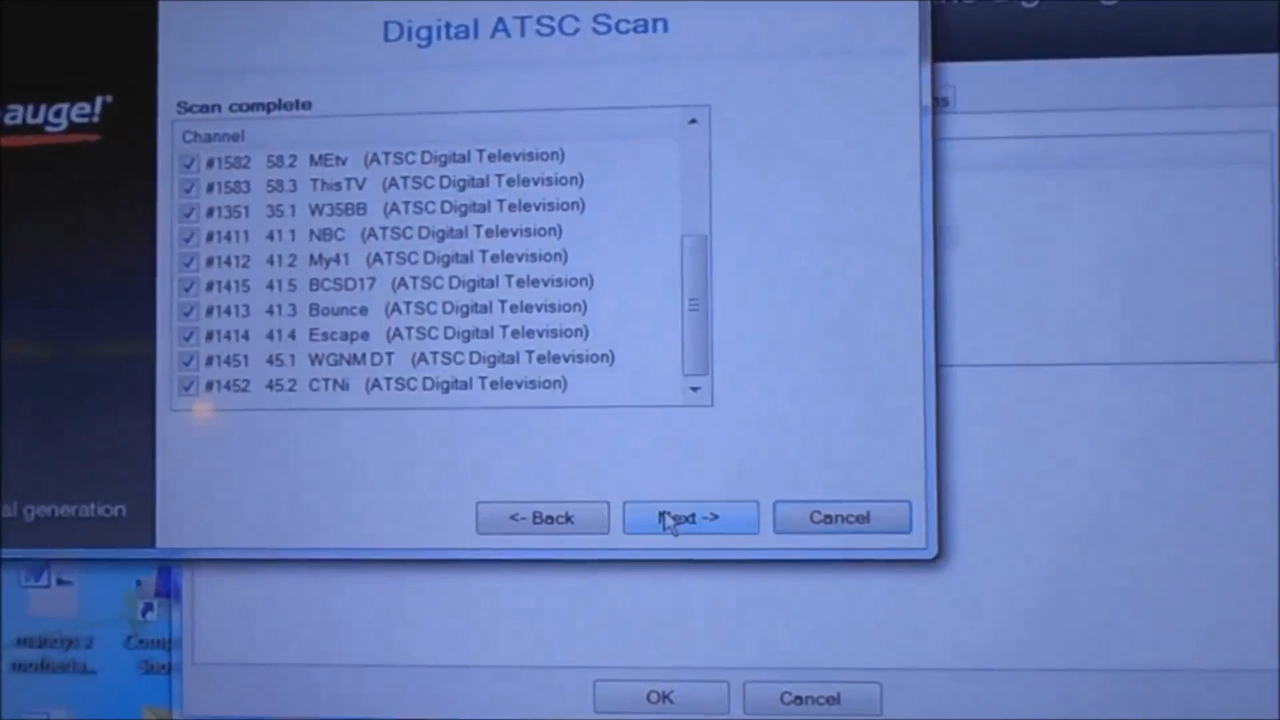 Digital ATSC Scan
auge!
Scan complete
Channel
#1582 58.2 MEtv (ATSC Digital Television)
#1583 58.3 ThisTV (ATSC Digital Television)
#1351 35.1 W35BB (ATSC Digital Television)
#1411 41.1 NBC (ATSC Digital Television)
#1412 41.2 My41 (ATSC Digital Television)
#1415 41.5 BCSD17 (ATSC Digital Television)
#1413 41.3 Bounce (ATSC Digital Television)
#1414 41.4 Escape (ATSC Digital Television)
#1451 45.1 WGNM DT (ATSC Digital Television)
#1452 45.2 CTNi (ATSC Digital Television)
al generation
<- Back
Next ->
Cancel
OK
Cancel